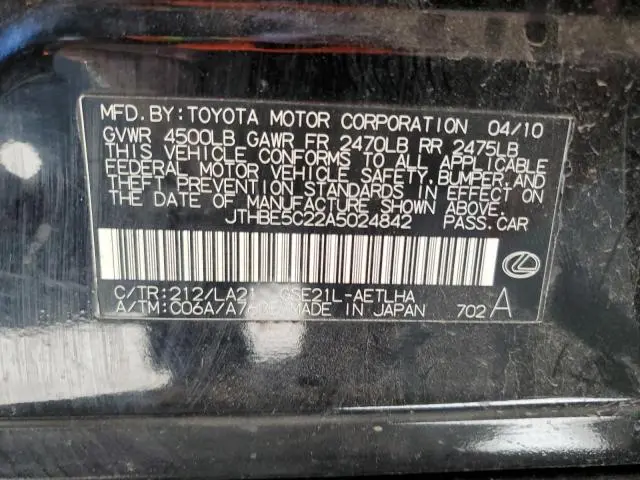 MFD. BY: TOYOTA MOTOR CORPORATION 04/10
GVWR 4500LB GAWR FR 2470LB RR 2475LB
THIS VEHICLE CONFORMS TO ALL APPLICABLE
FEDERAL MOTOR VEHICLE SAFETY, BUMPER, AND
THEFT PREVENTION STANDARDS IN EFFECT ON
THE DATE OF MANUFACTURE SHOWN ABOVE.
JTHBE5C22A5024842 PASS. CAR
C/TR: 212/LA21 GSE21L-AETLHA
A/TM: C06A/ MADE IN JAPAN 702 A